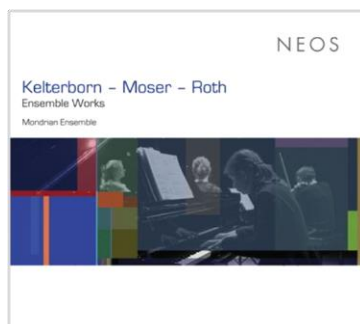 NEOS
Kelterborn – Moser – Roth
Ensemble Works
Mondrian Ensemble